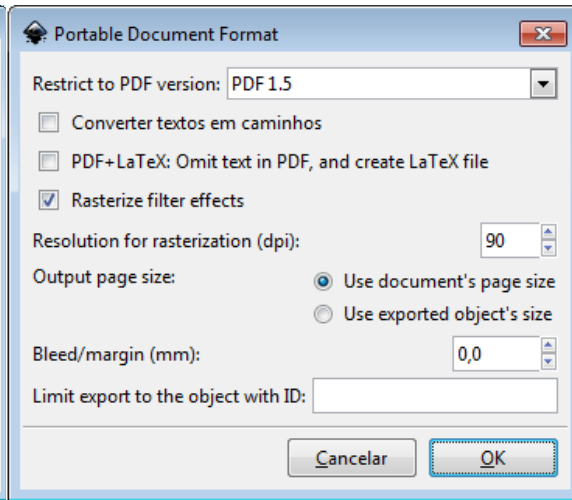 Portable Document Format
Restrict to PDF version: PDF 1.5
Converter textos em caminhos
PDF+LaTeX: Omit text in PDF, and create LaTeX file
Rasterize filter effects
Resolution for rasterization (dpi): 90
Output page size: Use document's page size
Use exported object's size
Bleed/margin (mm): 0,0
Limit export to the object with ID:
Cancelar OK